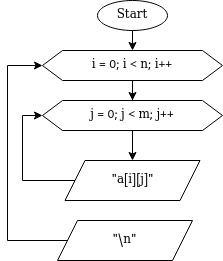 Start
i = 0; i < n; i++
j = 0; j < m; j++
"a[i][j]"
"\n"